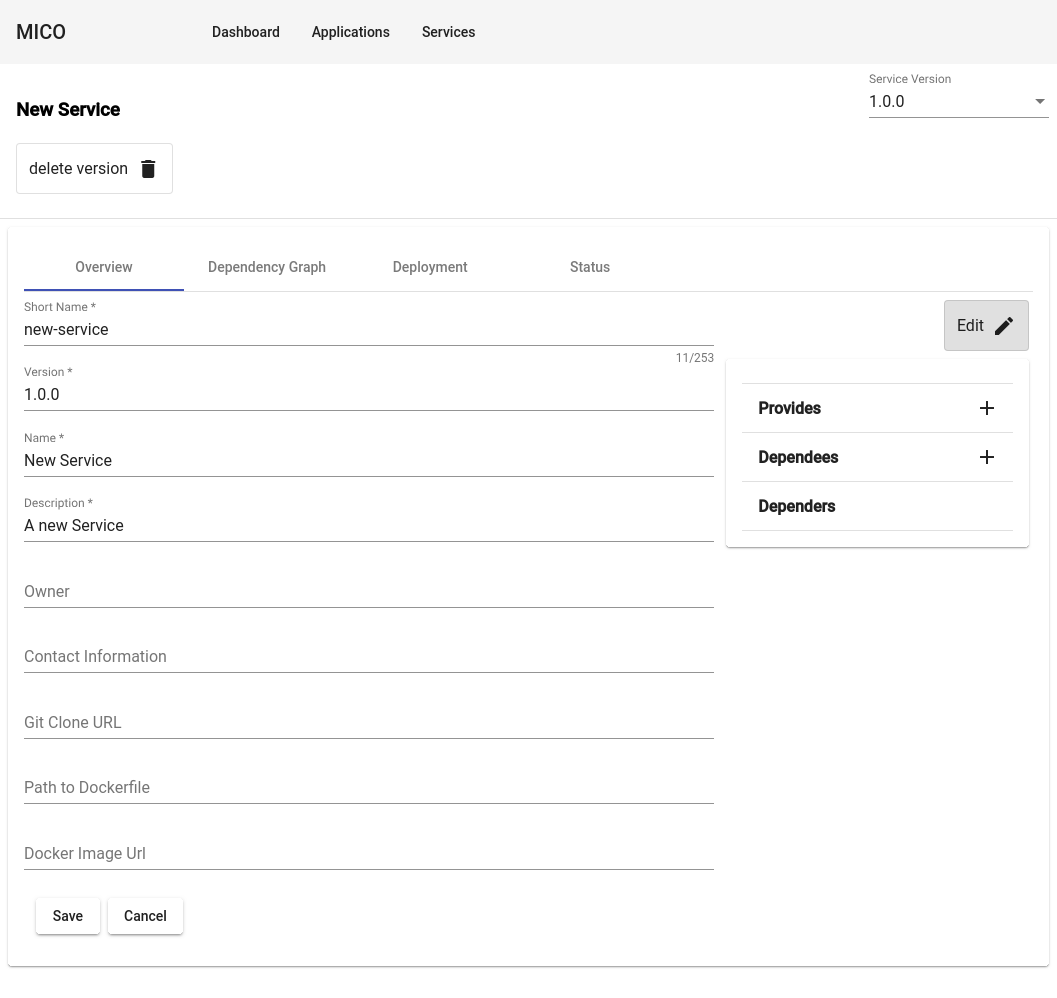 MICO Dashboard Applications Services
Service Version
1.0.0
New Service
delete version
Overview Dependency Graph Deployment Status
Short Name *
new-service
11/253
Version *
1.0.0
Name *
New Service
Description *
A new Service
Owner
Contact Information
Git Clone URL
Path to Dockerfile
Docker Image Url
Save Cancel
Edit
Provides
Dependees
Dependers